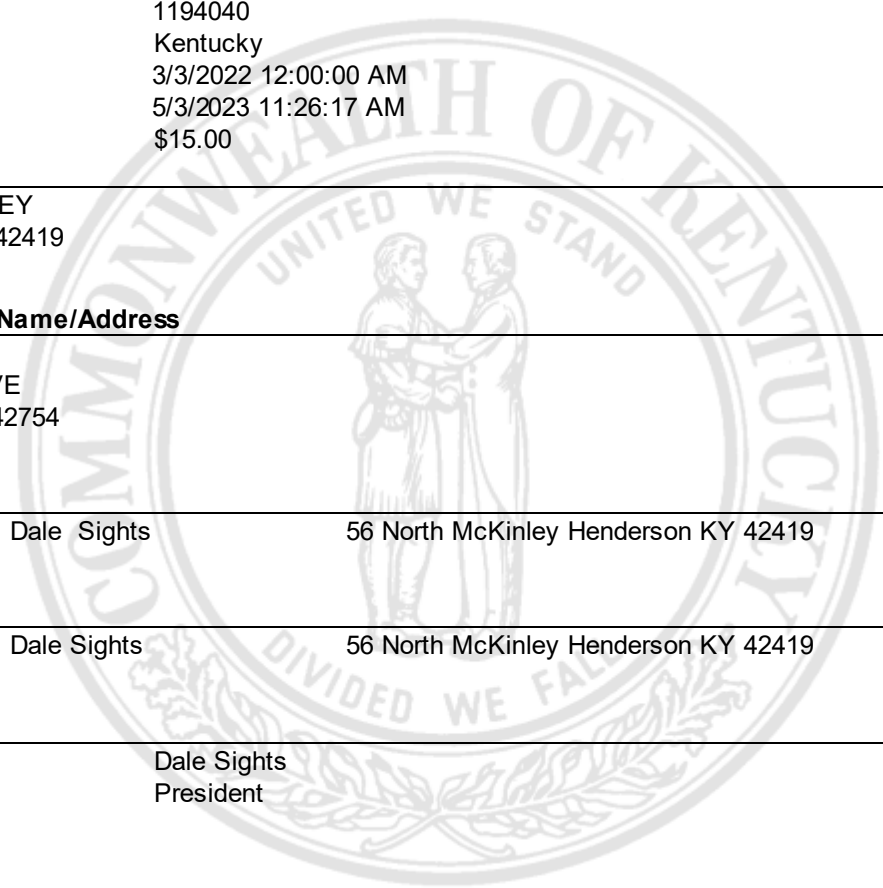 1194040
Kentucky
3/3/2022 12:00:00 AM
5/3/2023 11:26:17 AM
$15.00
EY
42419
Name/Address
VE
42754
Dale Sights 56 North McKinley Henderson KY 42419
Dale Sights 56 North McKinley Henderson KY 42419
Dale Sights
President
COMMONWEALTH OF KENTUCKY
UNITED WE STAND
DIVIDED WE FALL